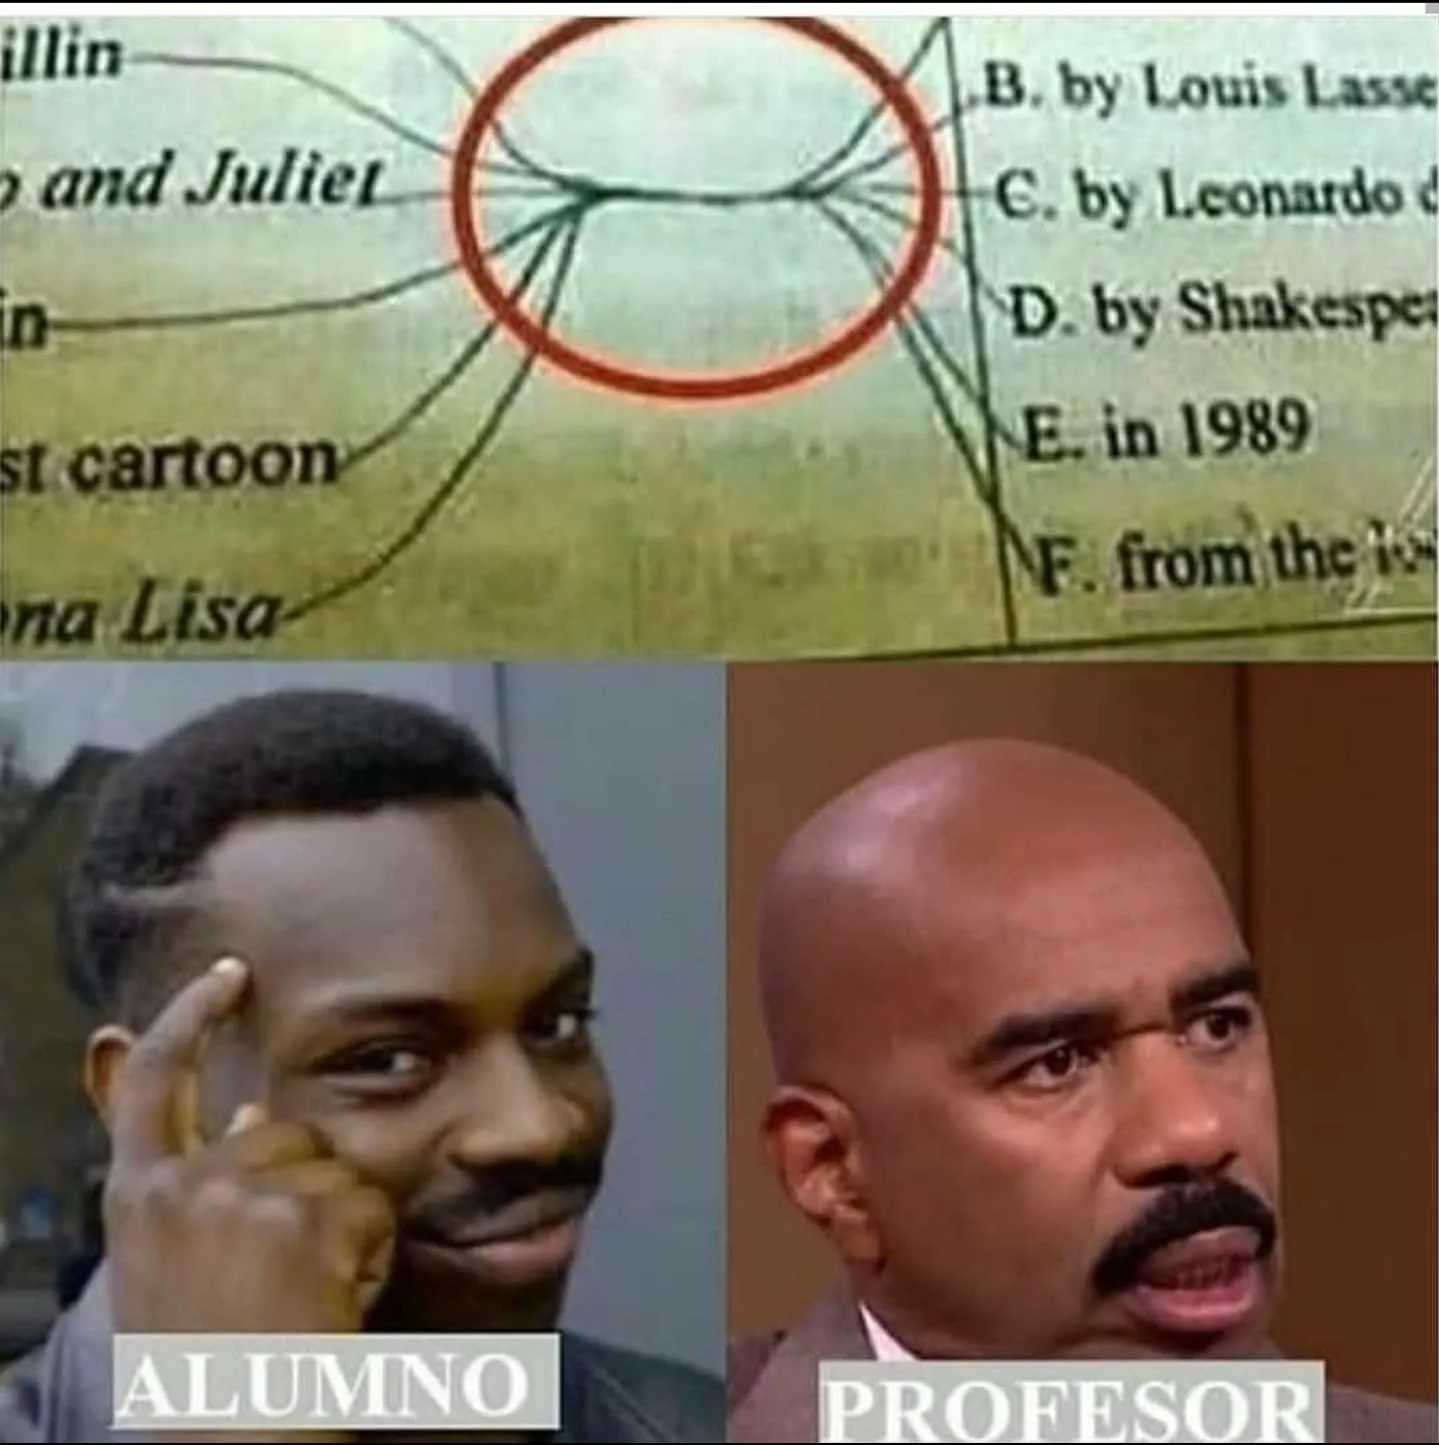 illin
B. by Louis Lasse
and Juliet
C. by Leonardo d
in
D. by Shakespea
st cartoon
E. in 1989
na Lisa
F. from the
ALUMNO
PROFESOR